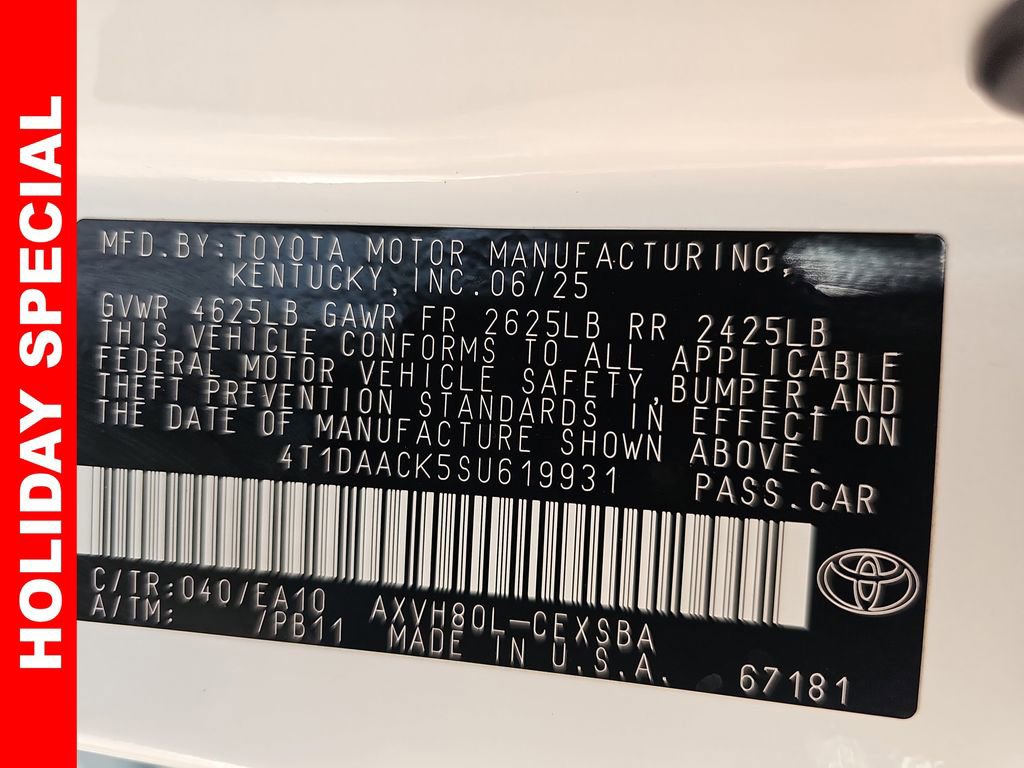 HOLIDAY SPECIAL
MFD.BY:TOYOTA MOTOR MANUFACTURING,
KENTUCKY,INC.06/25
GVWR 4625LB GAWR FR 2625LB RR 2425LB
THIS VEHICLE CONFORMS TO ALL APPLICABLE
FEDERAL MOTOR VEHICLE SAFETY,BUMPER,AND
THEFT PREVENTION STANDARDS IN EFFECT ON
THE DATE OF MANUFACTURE SHOWN ABOVE.
4T1DAACK5SU619931 PASS.CAR
C/TR:040/EA10 AXVH80L-CEXSBA
A/TM: /PB11 MADE IN U.S.A.
67181